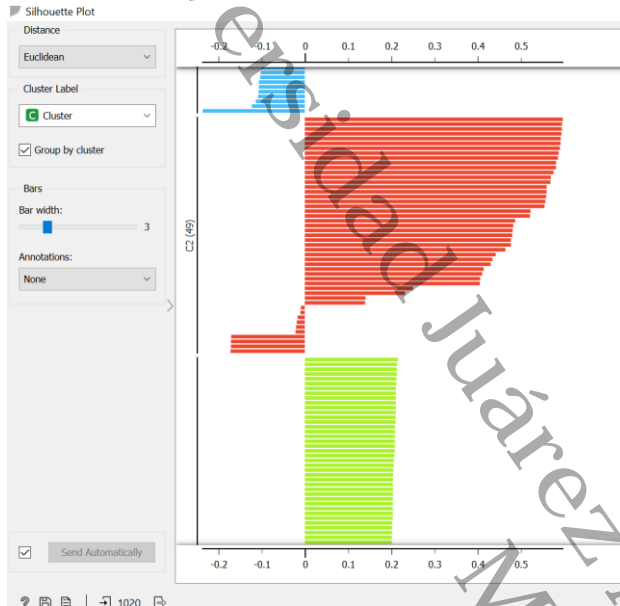 Silhouette Plot
Distance
Euclidean
Cluster Label
C Cluster
Group by cluster
Bars
Bar width:
3
Annotations:
None
Send Automatically
? 1020
-0.2 -0.1 0 0.1 0.2 0.3 0.4 0.5
C2 (49)
-0.2 -0.1 0 0.1 0.2 0.3 0.4 0.5
ersidad Juárez
M